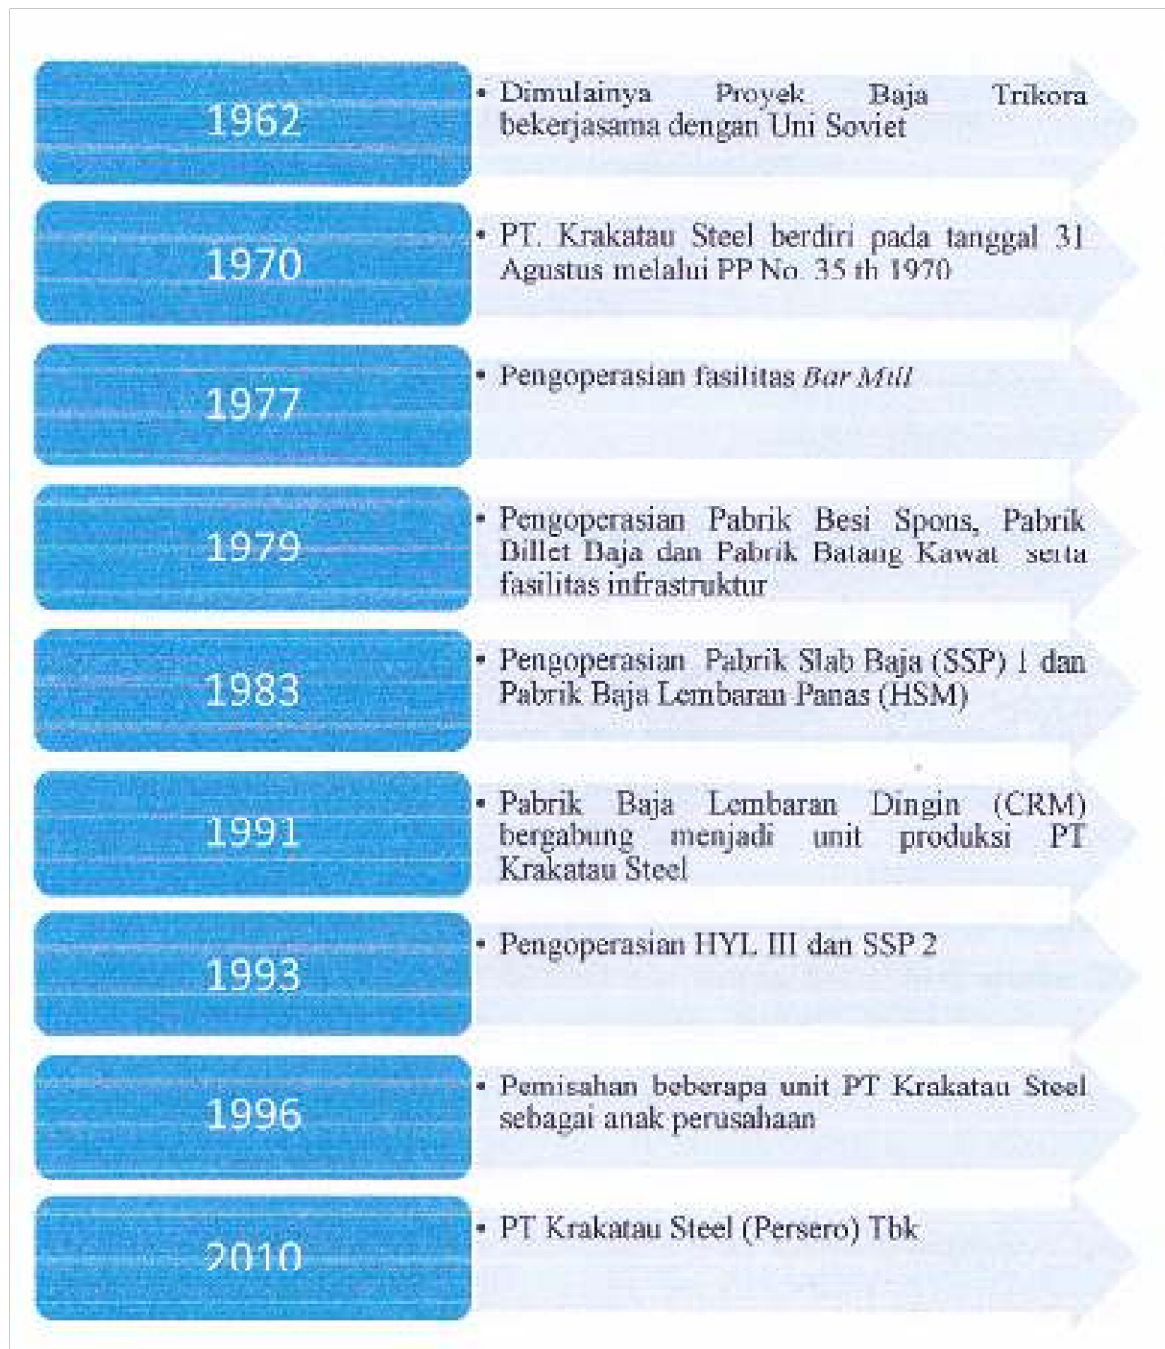 1962
• Dimulainya Proyek Baja Trikora
bekerjasama dengan Uni Soviet
1970
• PT. Krakatau Steel berdiri pada tanggal 31
Agustus melalui PP No. 35 th 1970
1977
• Pengoperasian fasilitas Bar Mill
1979
• Pengoperasian Pabrik Besi Spons, Pabrik
Billet Baja dan Pabrik Batang Kawat serta
fasilitas infrastruktur
1983
• Pengoperasian Pabrik Slab Baja (SSP) 1 dan
Pabrik Baja Lembaran Panas (HSM)
1991
• Pabrik Baja Lembaran Dingin (CRM)
bergabung menjadi unit produksi PT
Krakatau Steel
1993
• Pengoperasian HYL III dan SSP 2
1996
• Pemisahan beberapa unit PT Krakatau Steel
sebagai anak perusahaan
2010
• PT Krakatau Steel (Persero) Tbk